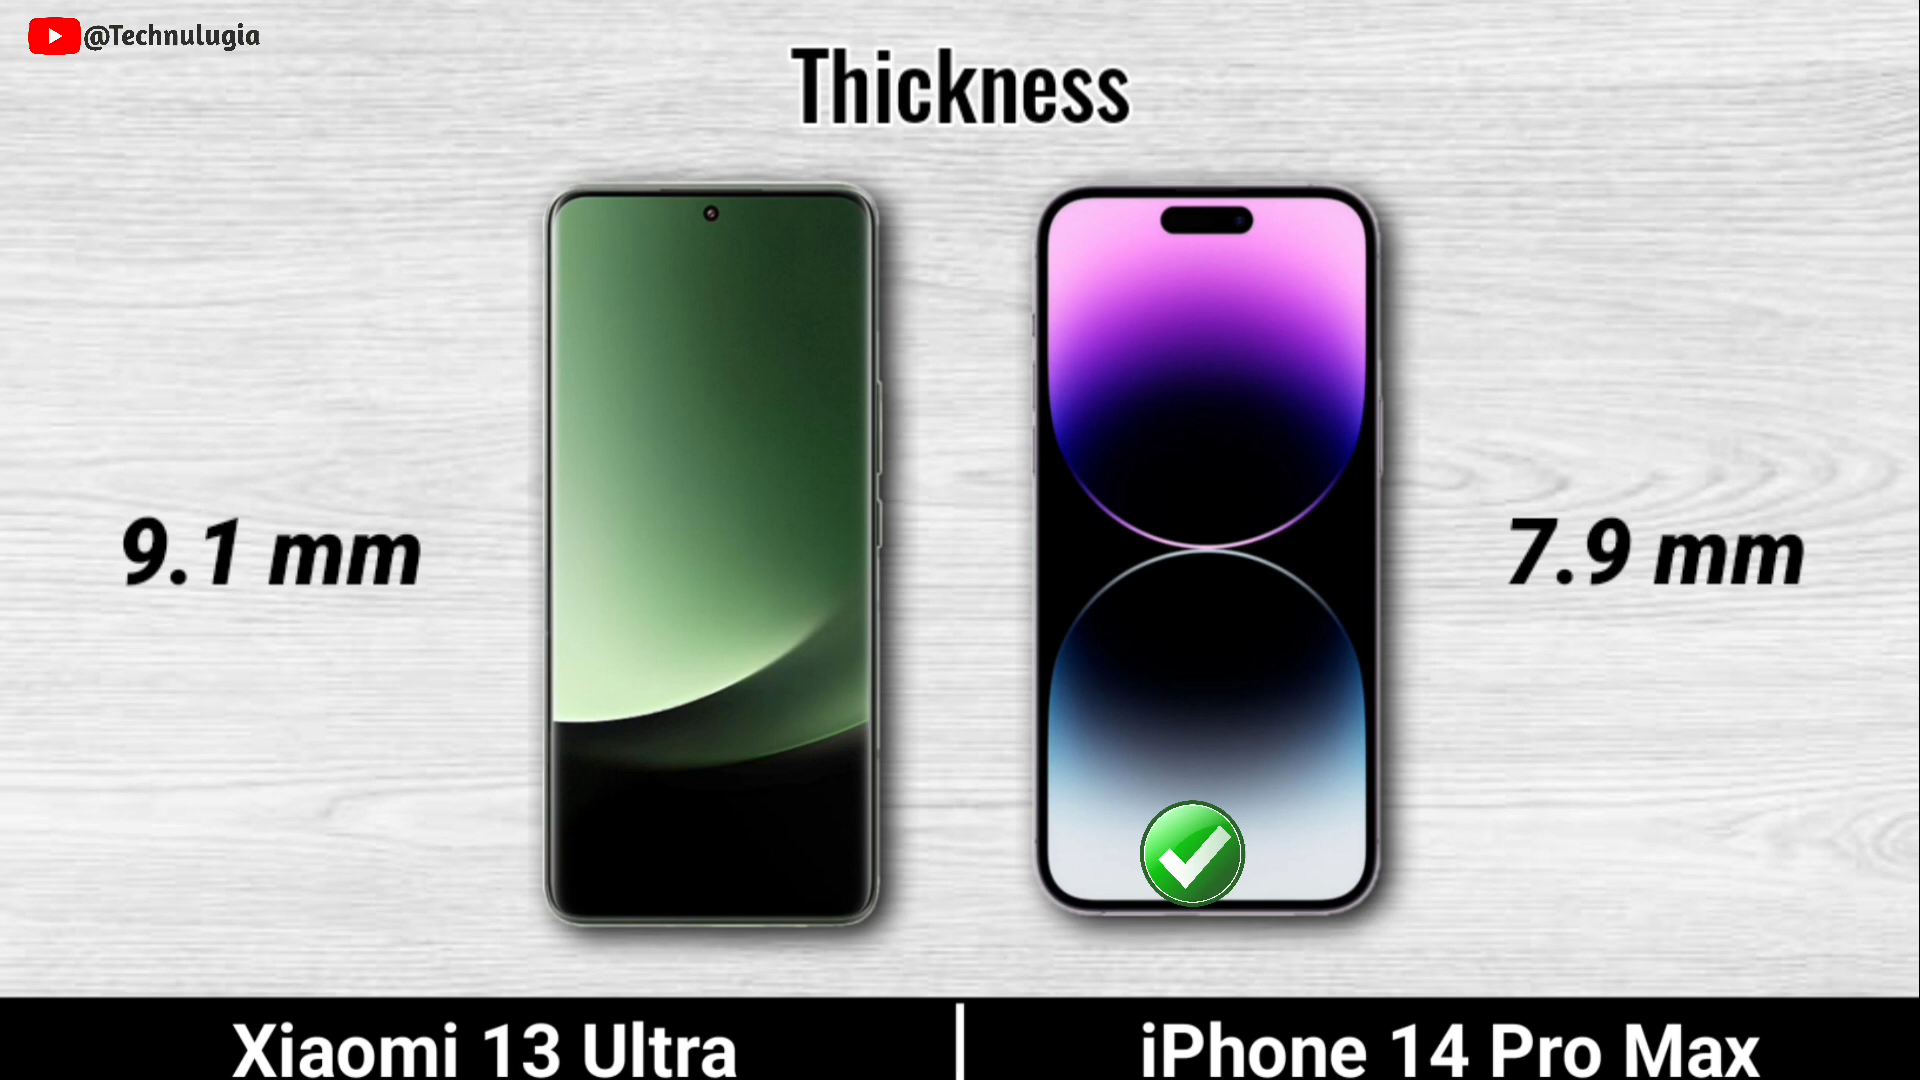 @Technulugia
Thickness
9.1 mm
7.9 mm
Xiaomi 13 Ultra
iPhone 14 Pro Max